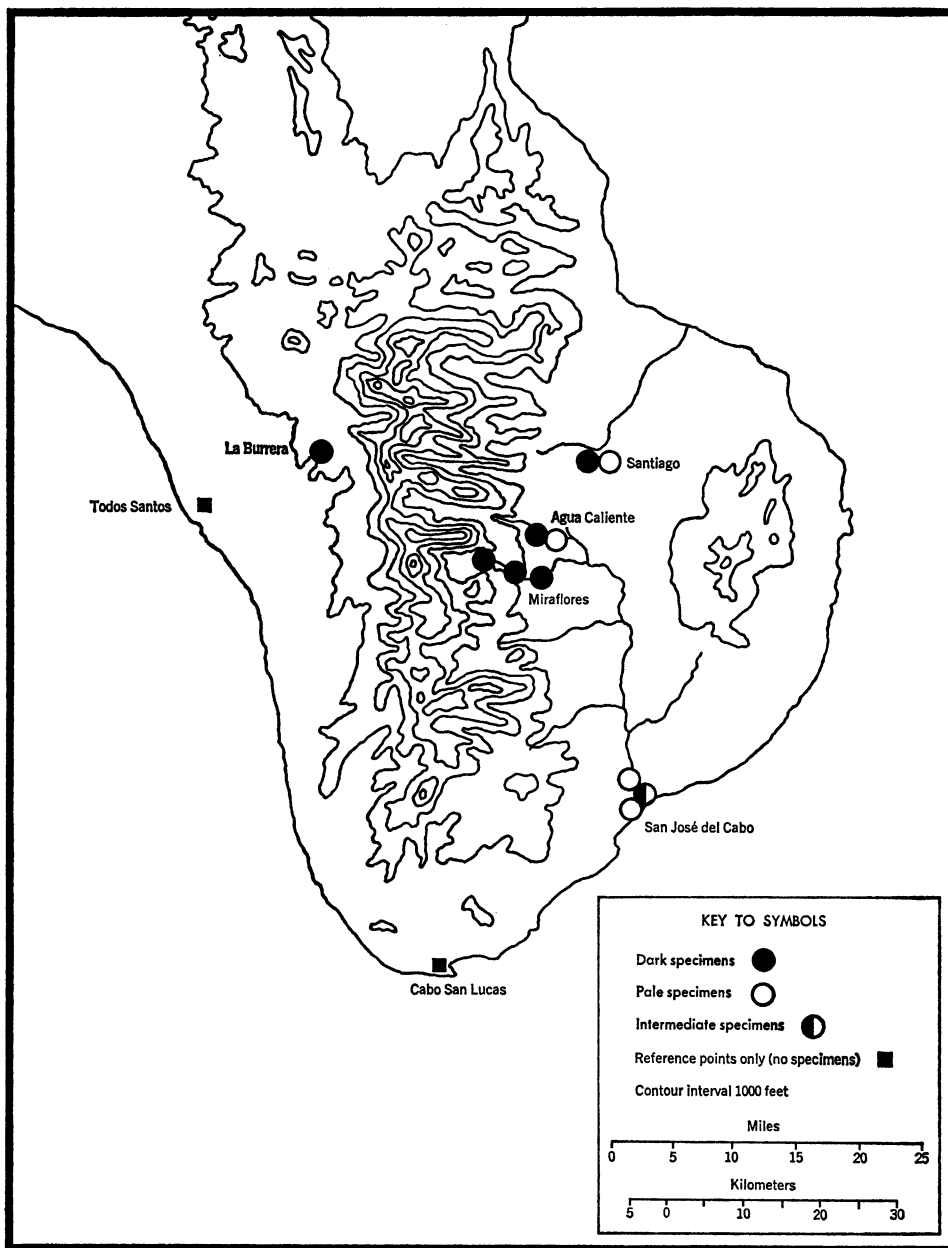 La Burrera
Santiago
Todos Santos
Agua Caliente
Miraflores
San José del Cabo
Cabo San Lucas
KEY TO SYMBOLS
Dark specimens
Pale specimens
Intermediate specimens
Reference points only (no specimens)
Contour interval 1000 feet
Miles
0 5 10 15 20 25
Kilometers
5 0 10 20 30